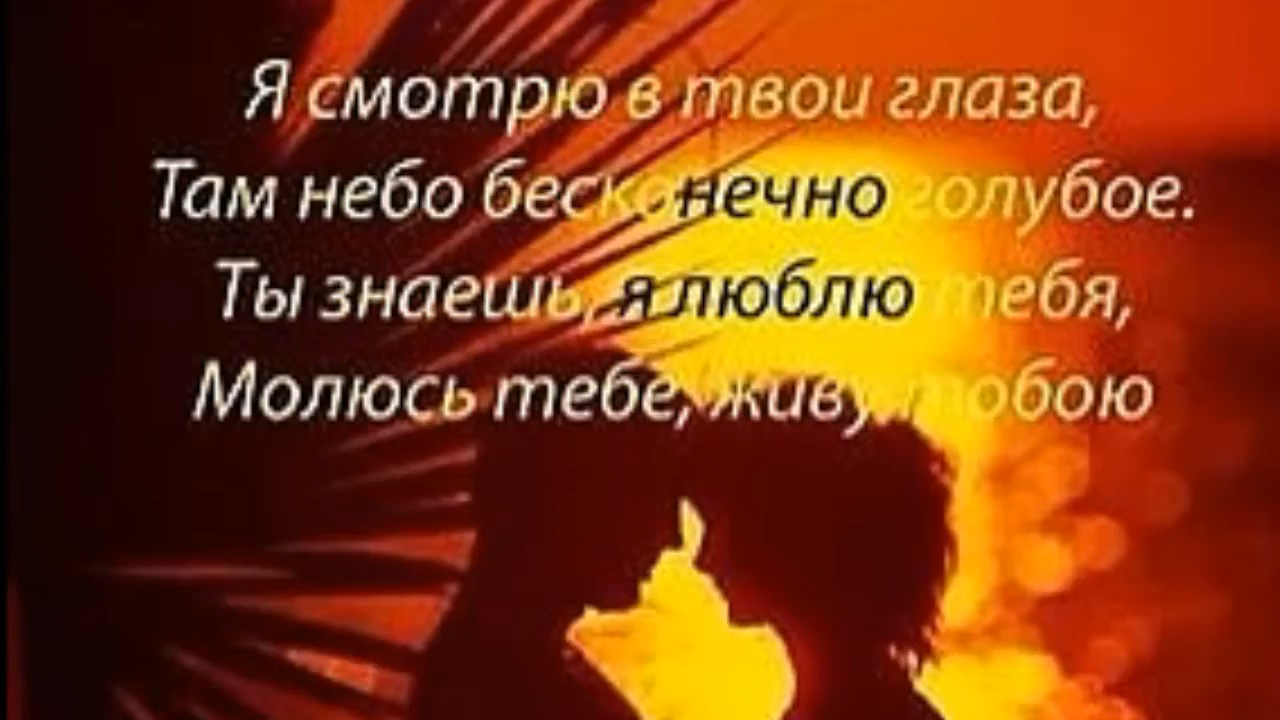 Я смотрю в твои глаза,
Там небо бесконечно голубое.
Ты знаешь, я люблю тебя,
Молюсь тебе, живу тобою